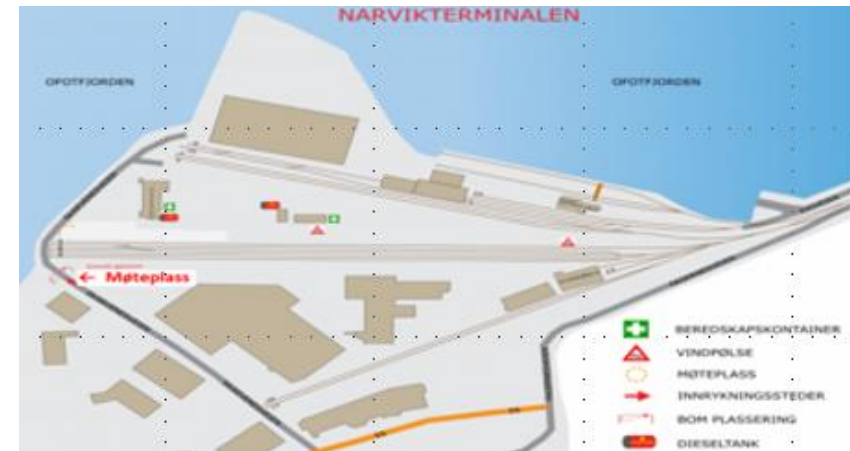 NARVIKTERMINALEN
OFOTFJORDEN
OFOTFJORDEN
← Møteplass
BEREDSKAPSKONTAINER
VINDPØLSE
MØTEPLASS
INNRYKNINGSSTEDER
BOM PLASSERING
DIESELTANK